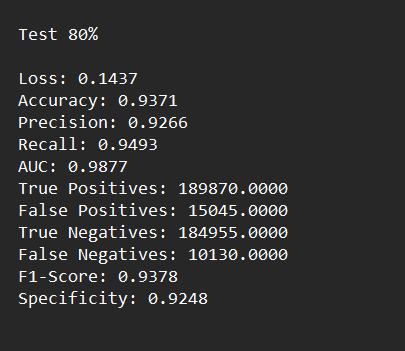 Test 80%
Loss: 0.1437
Accuracy: 0.9371
Precision: 0.9266
Recall: 0.9493
AUC: 0.9877
True Positives: 189870.0000
False Positives: 15045.0000
True Negatives: 184955.0000
False Negatives: 10130.0000
F1-Score: 0.9378
Specificity: 0.9248